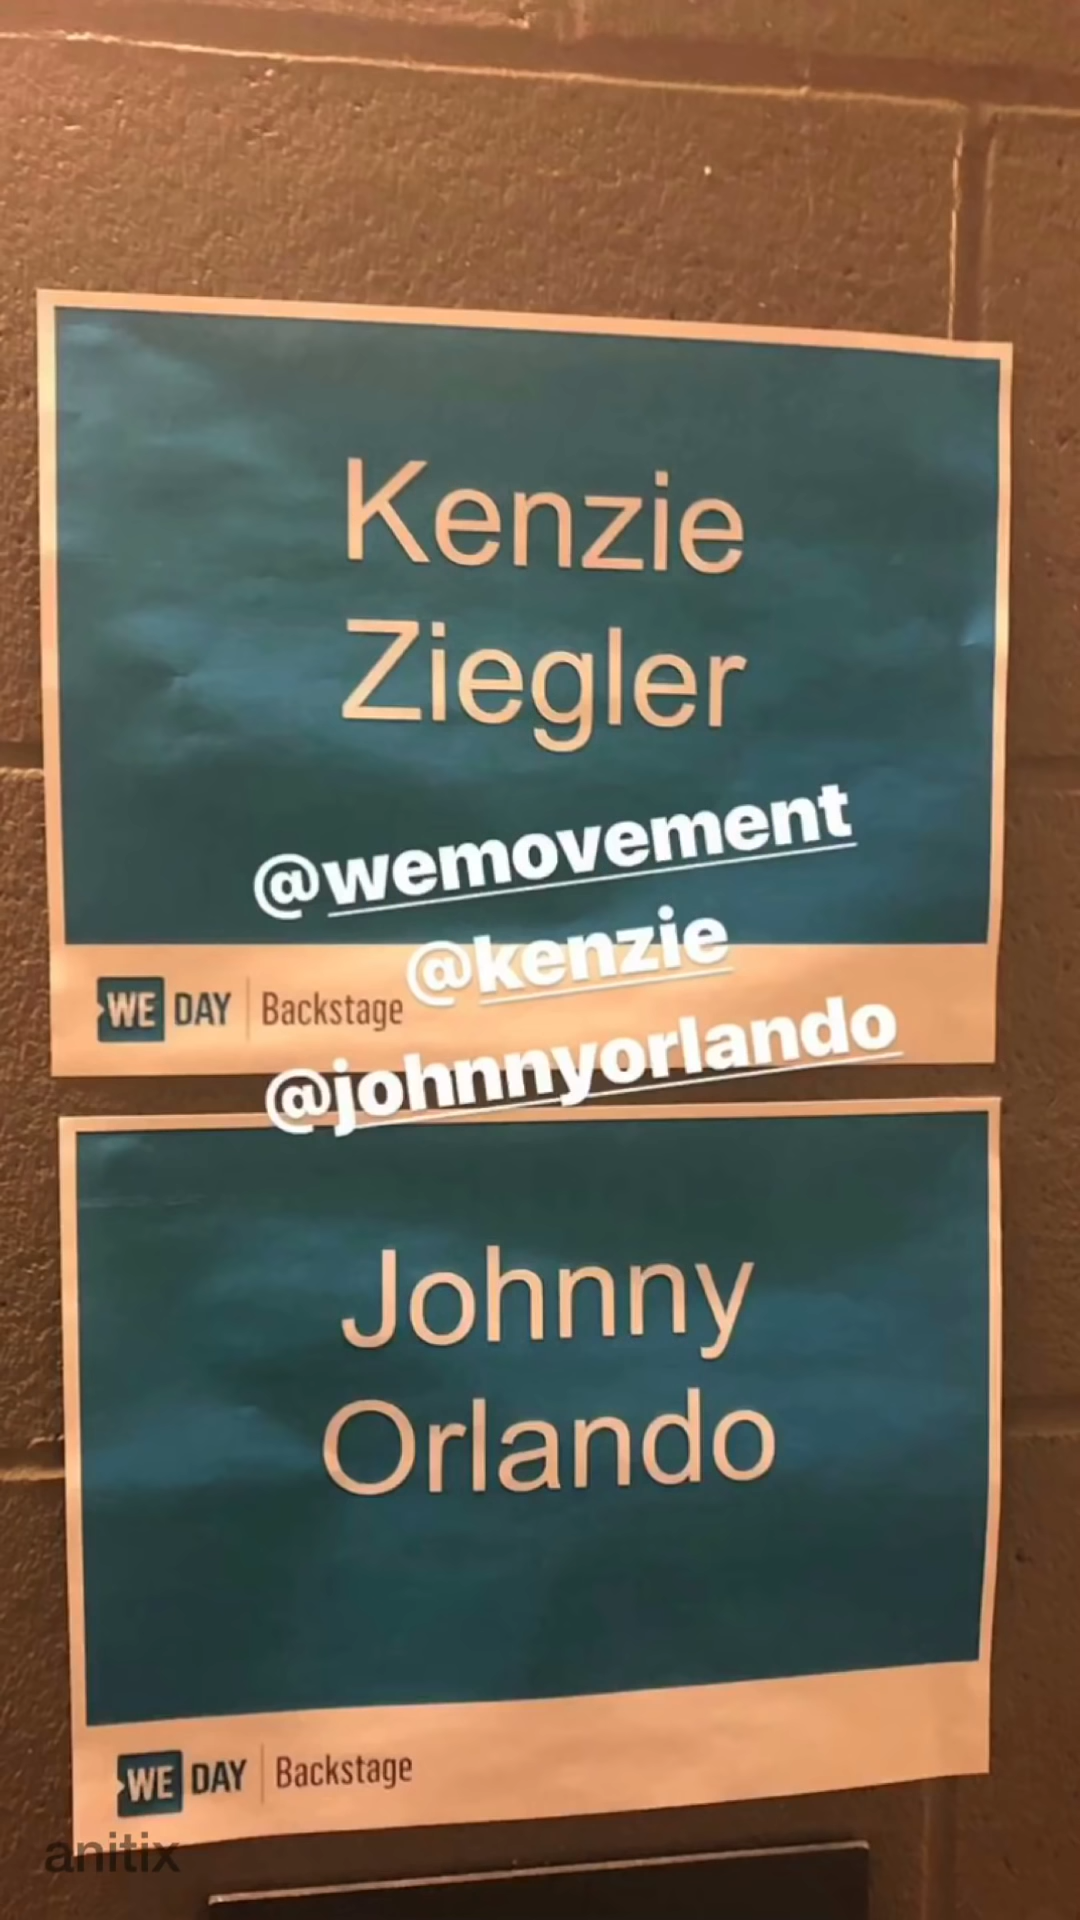 Kenzie
Ziegler
@wemovement
@kenzie
WE DAY Backstage
@johnnyorlando
Johnny
Orlando
WE DAY Backstage
anitix